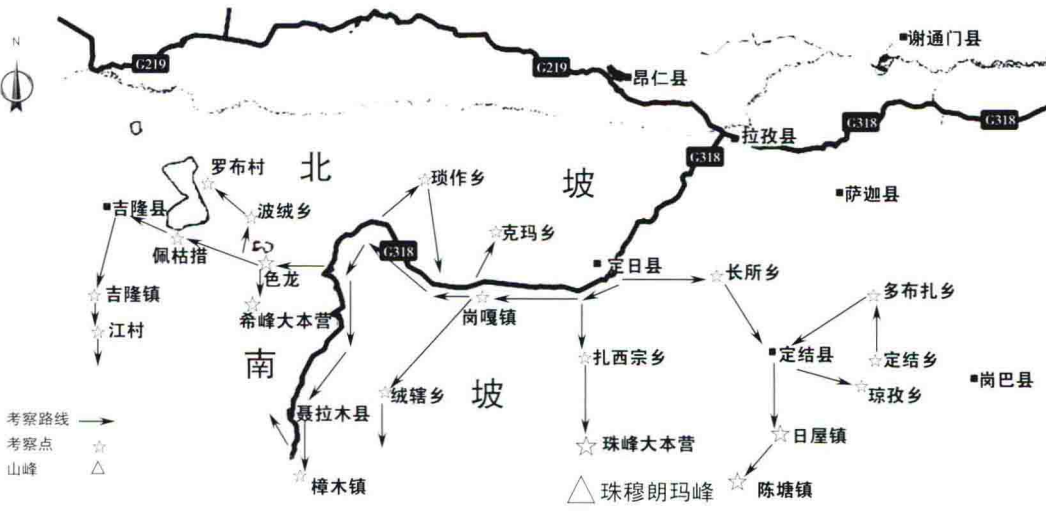 N
谢通门县
G219
G219
昂仁县
G318
G318
拉孜县
G318
罗布村
北
琐作乡
坡
萨迦县
吉隆县
波绒乡
克玛乡
佩枯措
G318
定日县
长所乡
色龙
吉隆镇
岗嘎镇
多布扎乡
希峰大本营
江村
南
扎西宗乡
定结县
定结乡
坡
绒辖乡
琼孜乡
岗巴县
考察路线
聂拉木县
考察点
珠峰大本营
日屋镇
山峰
樟木镇
珠穆朗玛峰
陈塘镇